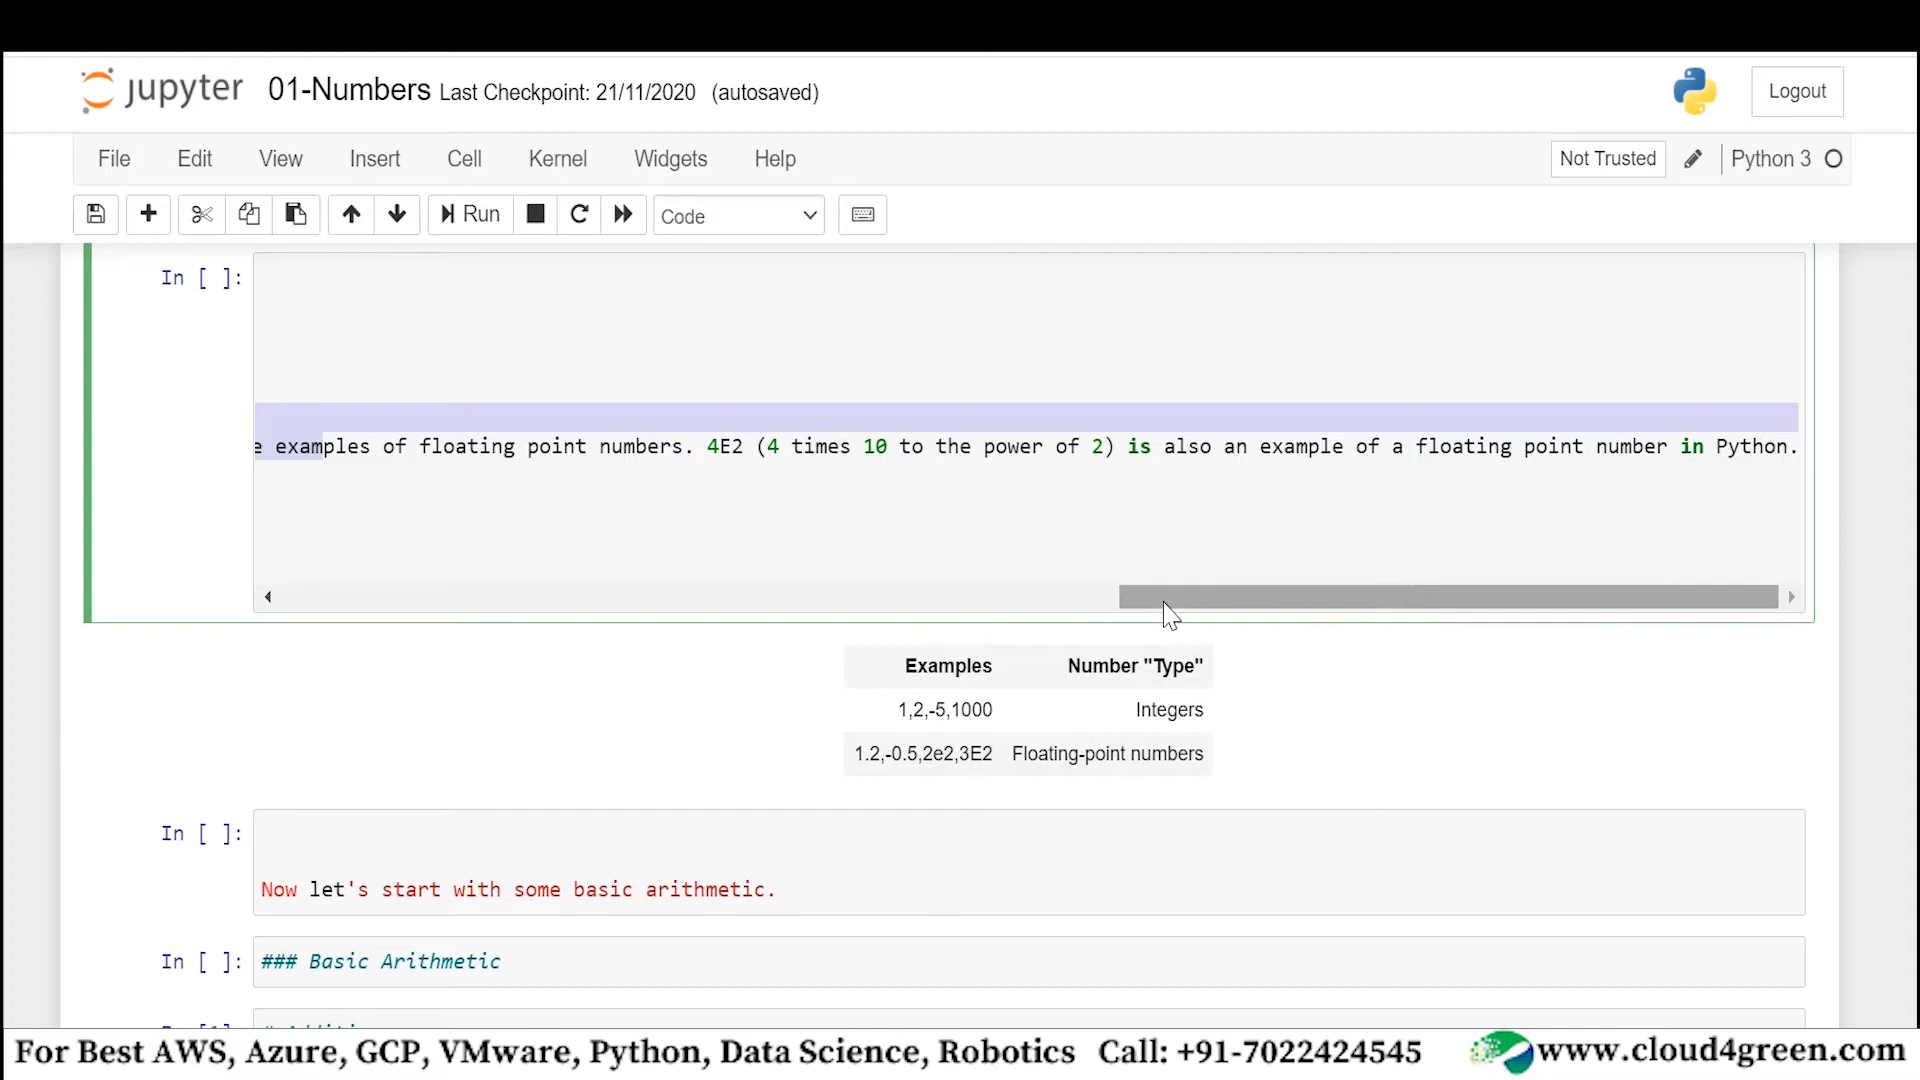 jupyter 01-Numbers Last Checkpoint: 21/11/2020 (autosaved)
Logout
File Edit View Insert Cell Kernel Widgets Help
Not Trusted Python 3
Run Code
In [ ]:
e examples of floating point numbers. 4E2 (4 times 10 to the power of 2) is also an example of a floating point number in Python.
Examples Number "Type"
1,2,-5,1000 Integers
1.2,-0.5,2e2,3E2 Floating-point numbers
In [ ]:
Now let's start with some basic arithmetic.
In [ ]: ### Basic Arithmetic
For Best AWS, Azure, GCP, VMware, Python, Data Science, Robotics Call: +91-7022424545 www.cloud4green.com